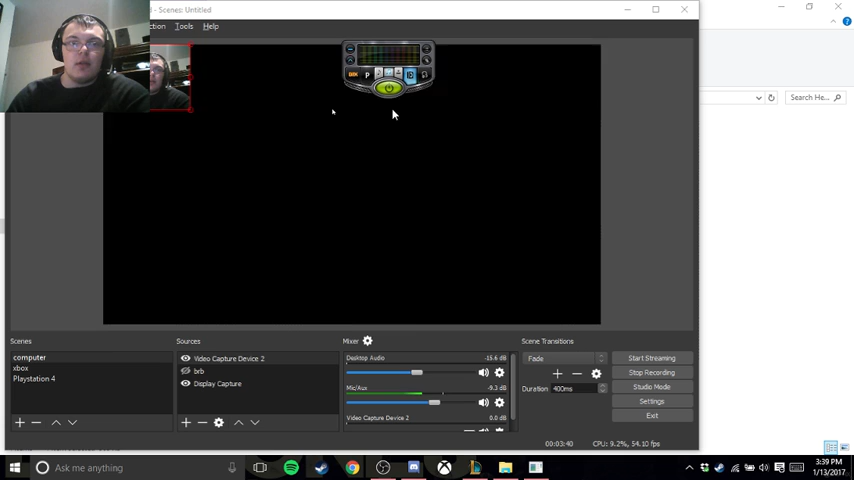 - Scenes: Untitled
Tools Help
Search He...
BRK P
Scenes
computer
xbox
Playstation 4
Sources
Video Capture Device 2
brb
Display Capture
Mixer
Desktop Audio -15.6 dB
Mic/Aux -9.3 dB
Video Capture Device 2 0.0 dB
Scene Transitions
Fade
Duration 400ms
Start Streaming
Stop Recording
Studio Mode
Settings
Exit
00:03:40 CPU: 9.2%, 54.10 fps
Ask me anything
3:39 PM
1/13/2017